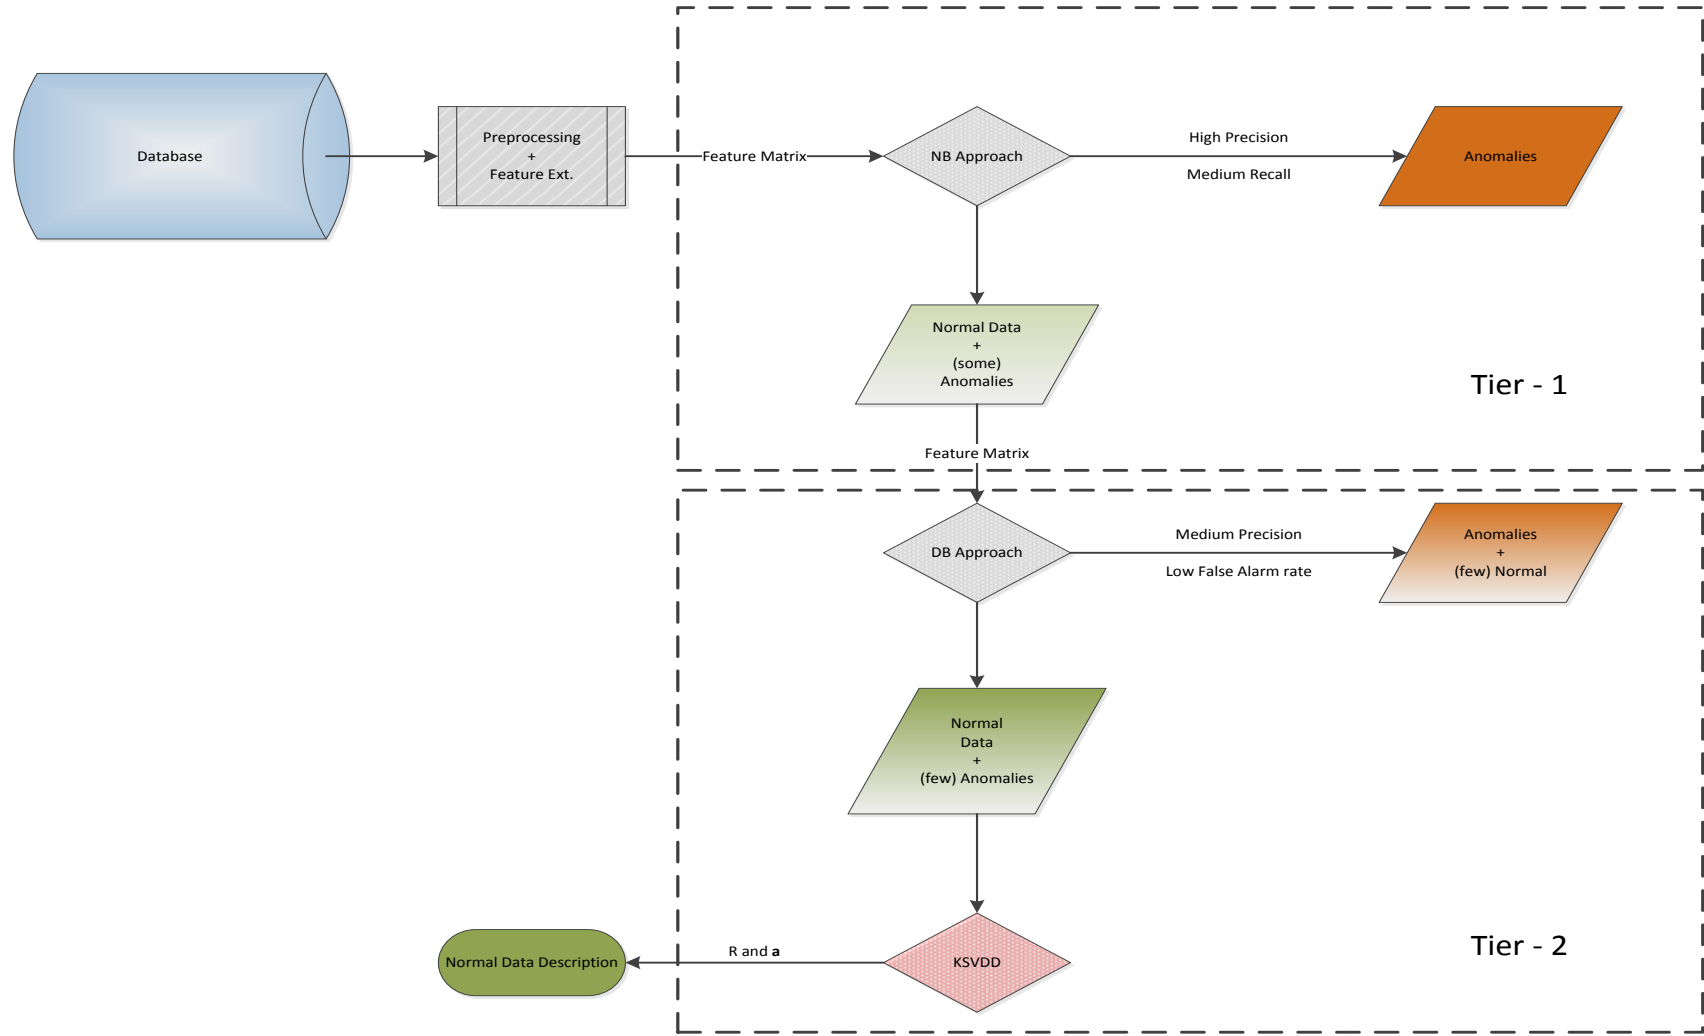 Database
Preprocessing
+
Feature Ext.
Feature Matrix
NB Approach
High Precision
Medium Recall
Anomalies
Normal Data
+
(some)
Anomalies
Tier - 1
Feature Matrix
DB Approach
Medium Precision
Low False Alarm rate
Anomalies
+
(few) Normal
Normal
Data
+
(few) Anomalies
Tier - 2
KSVDD
R and a
Normal Data Description